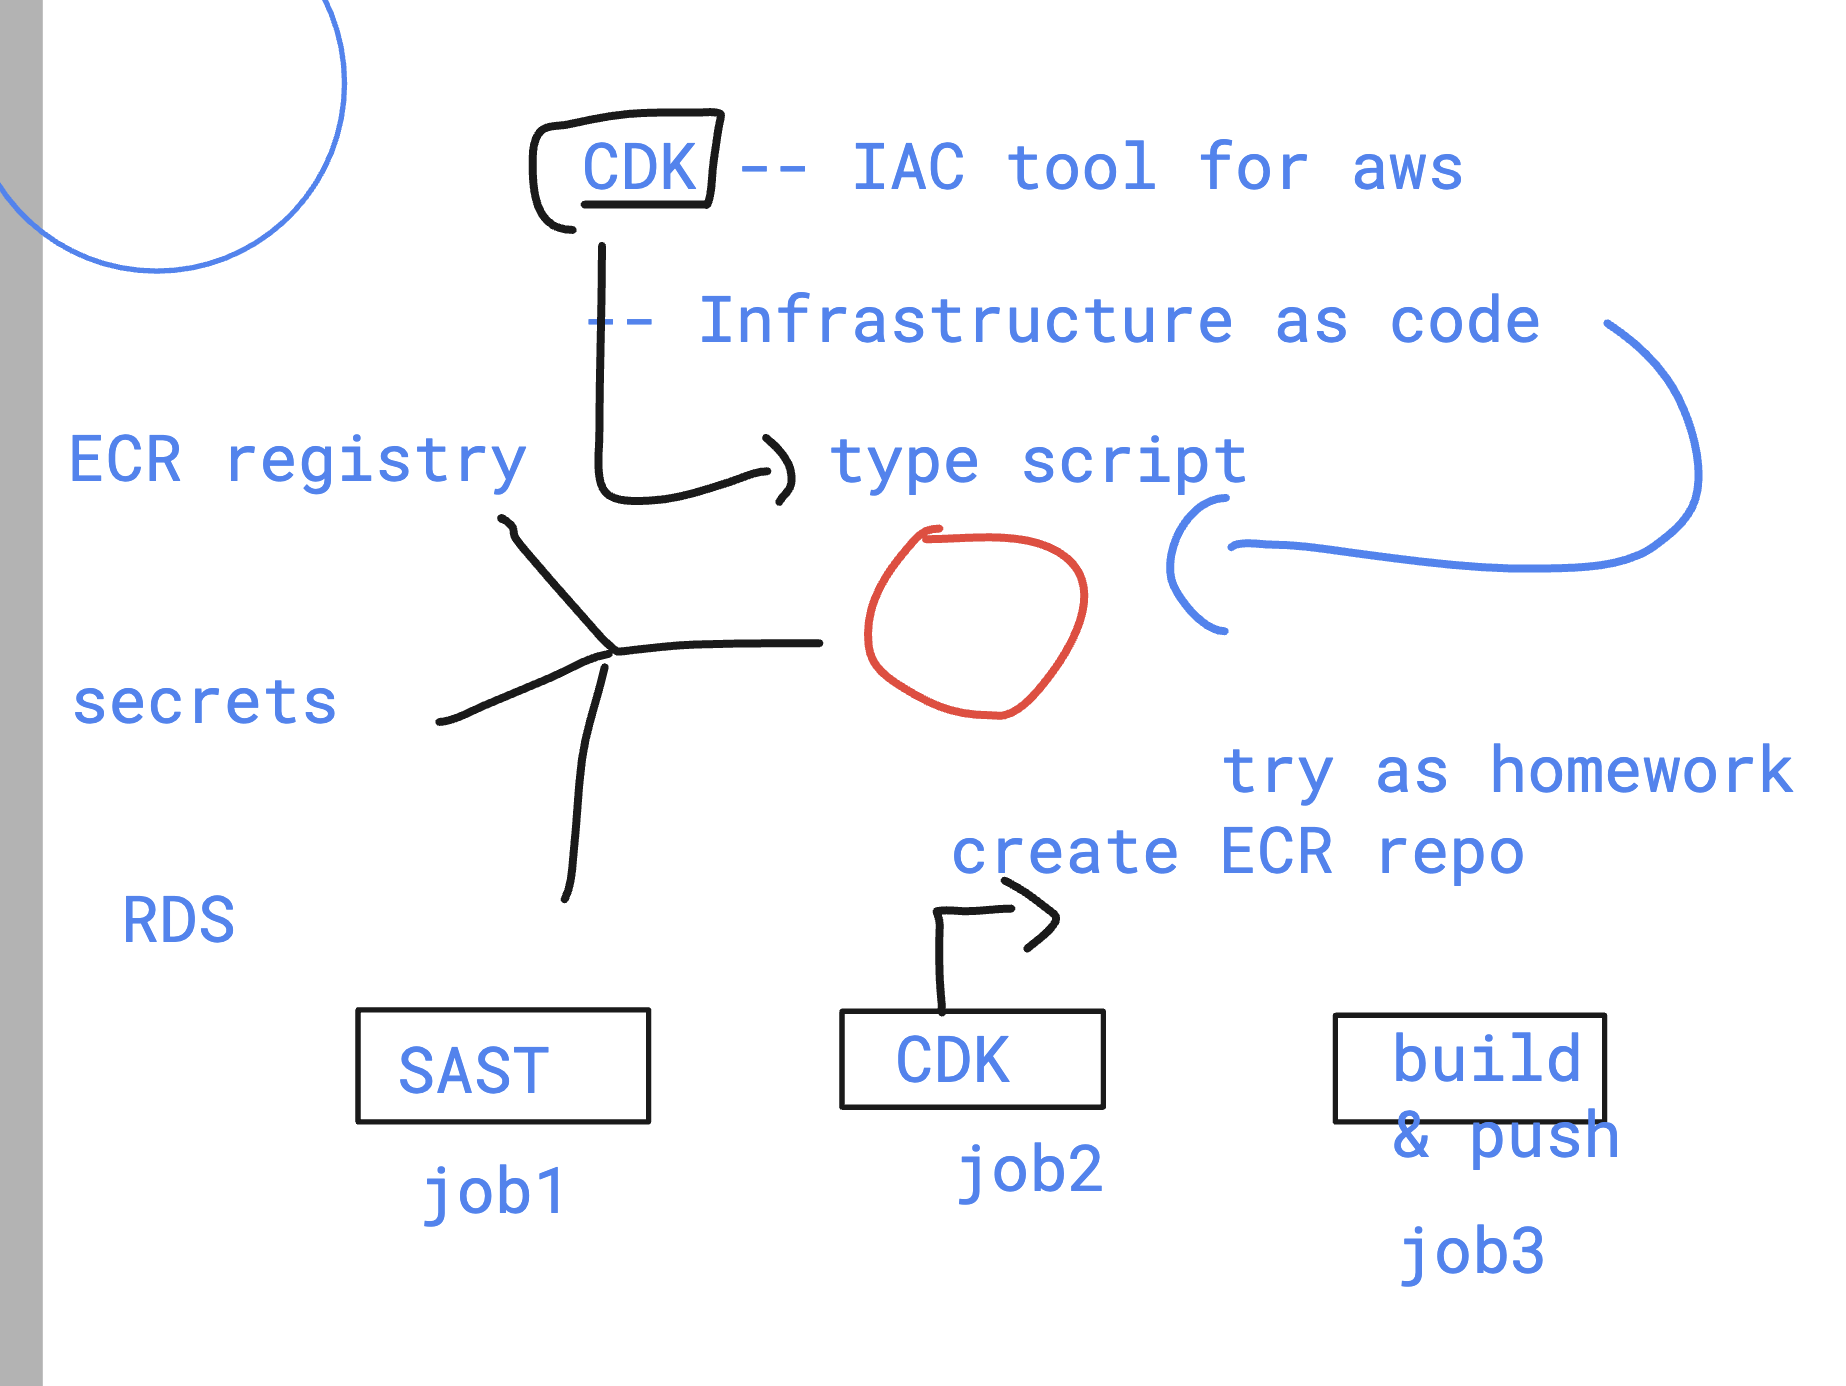 CDK -- IAC tool for aws
-- Infrastructure as code
ECR registry
type script
secrets
try as homework
create ECR repo
RDS
SAST
CDK
build
& push
job1
job2
job3